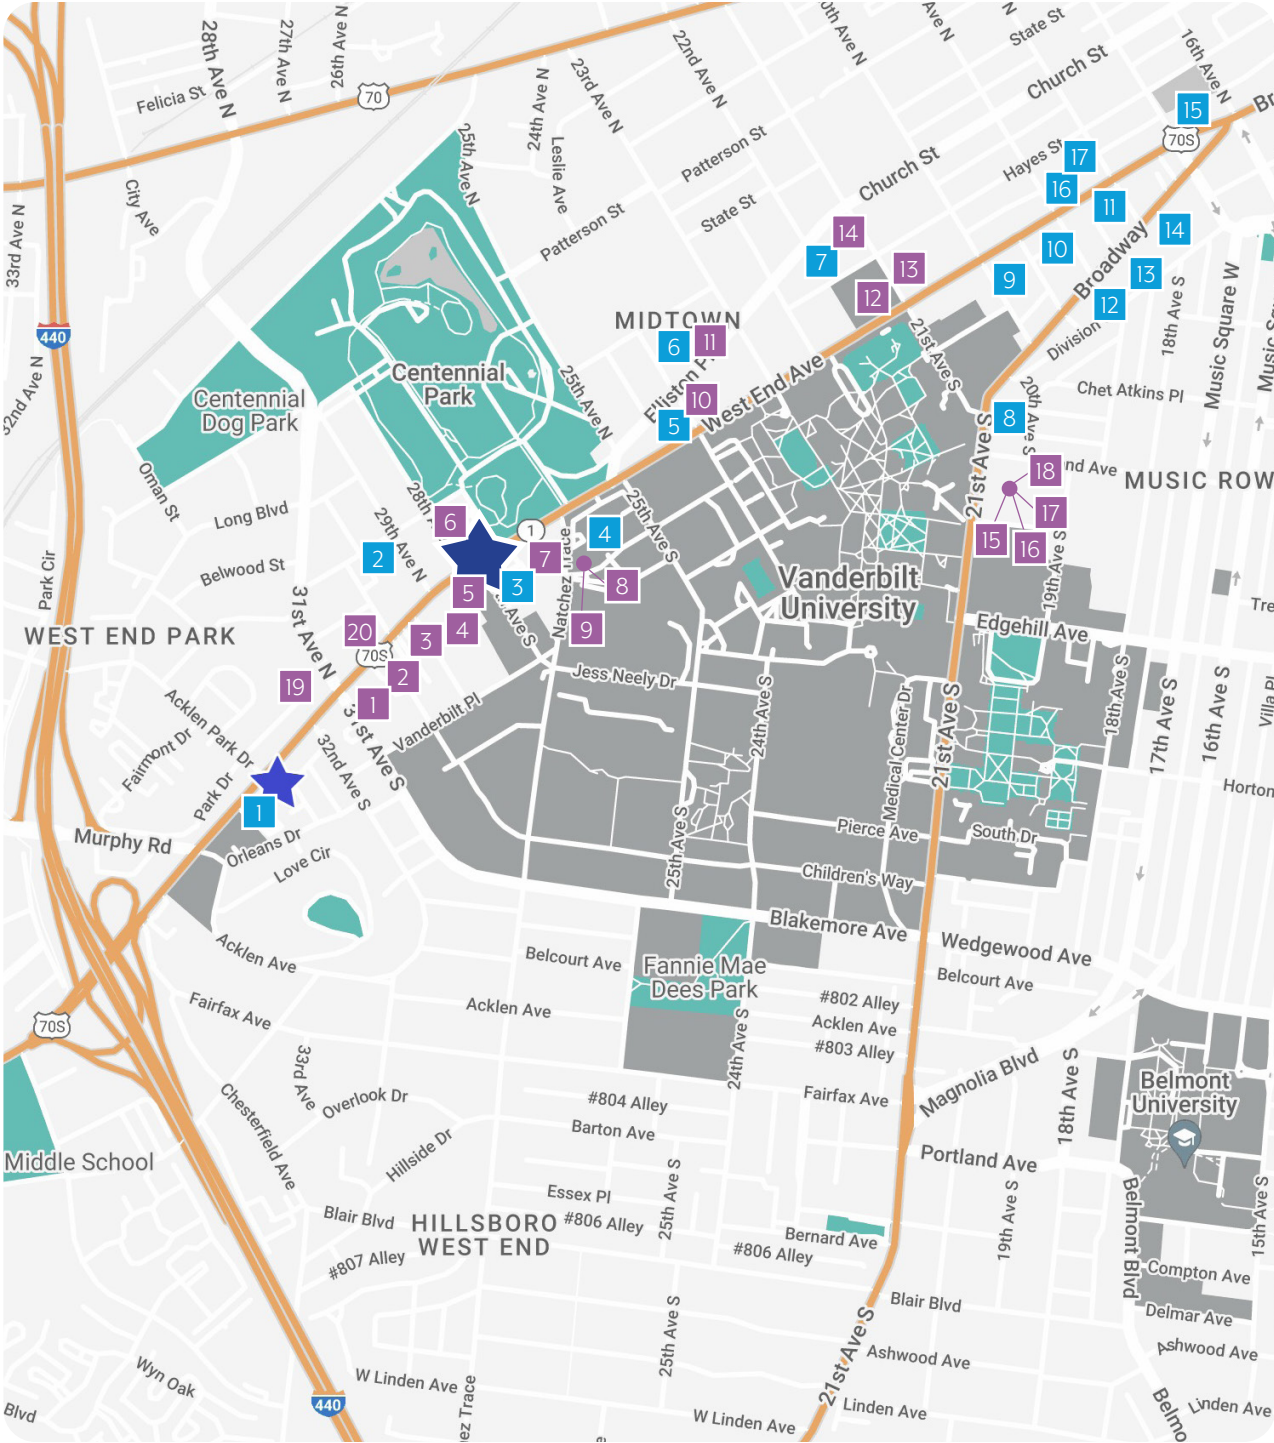 28th Ave N
27th Ave N
26th Ave N
22nd Ave N
State St
16th Ave N
Church St
Felicia St
70
23rd Ave N
24th Ave N
Leslie Ave
25th Ave N
Patterson St
Church St
Hayes St
15
70S
17
16
11
City Ave
33rd Ave N
Patterson St
State St
14
7
13
12
10
9
Broadway
14
13
12
18th Ave S
Music Square W
440
32nd Ave N
MIDTOWN
6
11
21st Ave S
Division
Centennial
Park
Centennial
Dog Park
25th Ave N
10
5
West End Ave
Chet Atkins Pl
20th Ave S
8
21st Ave S
MUSIC ROW
18
17
15
16
Oman St
Long Blvd
Belwood St
29th Ave N
6
1
25th Ave S
4
2
7
3
5
8
9
Natchez Trace
Vanderbilt
University
19th Ave S
Edgehill Ave
Park Cir
WEST END PARK
31st Ave N
20
70S
3
4
2
1
19
Jess Neely Dr
Vanderbilt Pl
31st Ave S
32nd Ave S
24th Ave S
Medical Center Dr
21st Ave S
18th Ave S
17th Ave S
16th Ave S
Acklen Park Dr
Fairmont Dr
Park Dr
1
Orleans Dr
Love Cir
Murphy Rd
25th Ave S
Pierce Ave
South Dr
Children's Way
Horton
Blakemore Ave
Wedgewood Ave
Belcourt Ave
Acklen Ave
Belcourt Ave
Fannie Mae
Dees Park
#802 Alley
Acklen Ave
#803 Alley
Fairfax Ave
Acklen Ave
70S
24th Ave S
33rd Ave
Overlook Dr
Chesterfield Ave
#804 Alley
Fairfax Ave
Magnolia Blvd
18th Ave S
Belmont
University
Barton Ave
Hillside Dr
Middle School
Portland Ave
Essex Pl
25th Ave S
Blair Blvd
HILLSBORO
WEST END
#806 Alley
#807 Alley
Bernard Ave
#806 Alley
19th Ave S
Belmont Blvd
15th Ave S
Compton Ave
Blair Blvd
Delmar Ave
25th Ave S
21st Ave S
Ashwood Ave
Ashwood Ave
Wyn Oak
W Linden Ave
440
Linden Ave
Linden Ave
W Linden Ave
Blvd